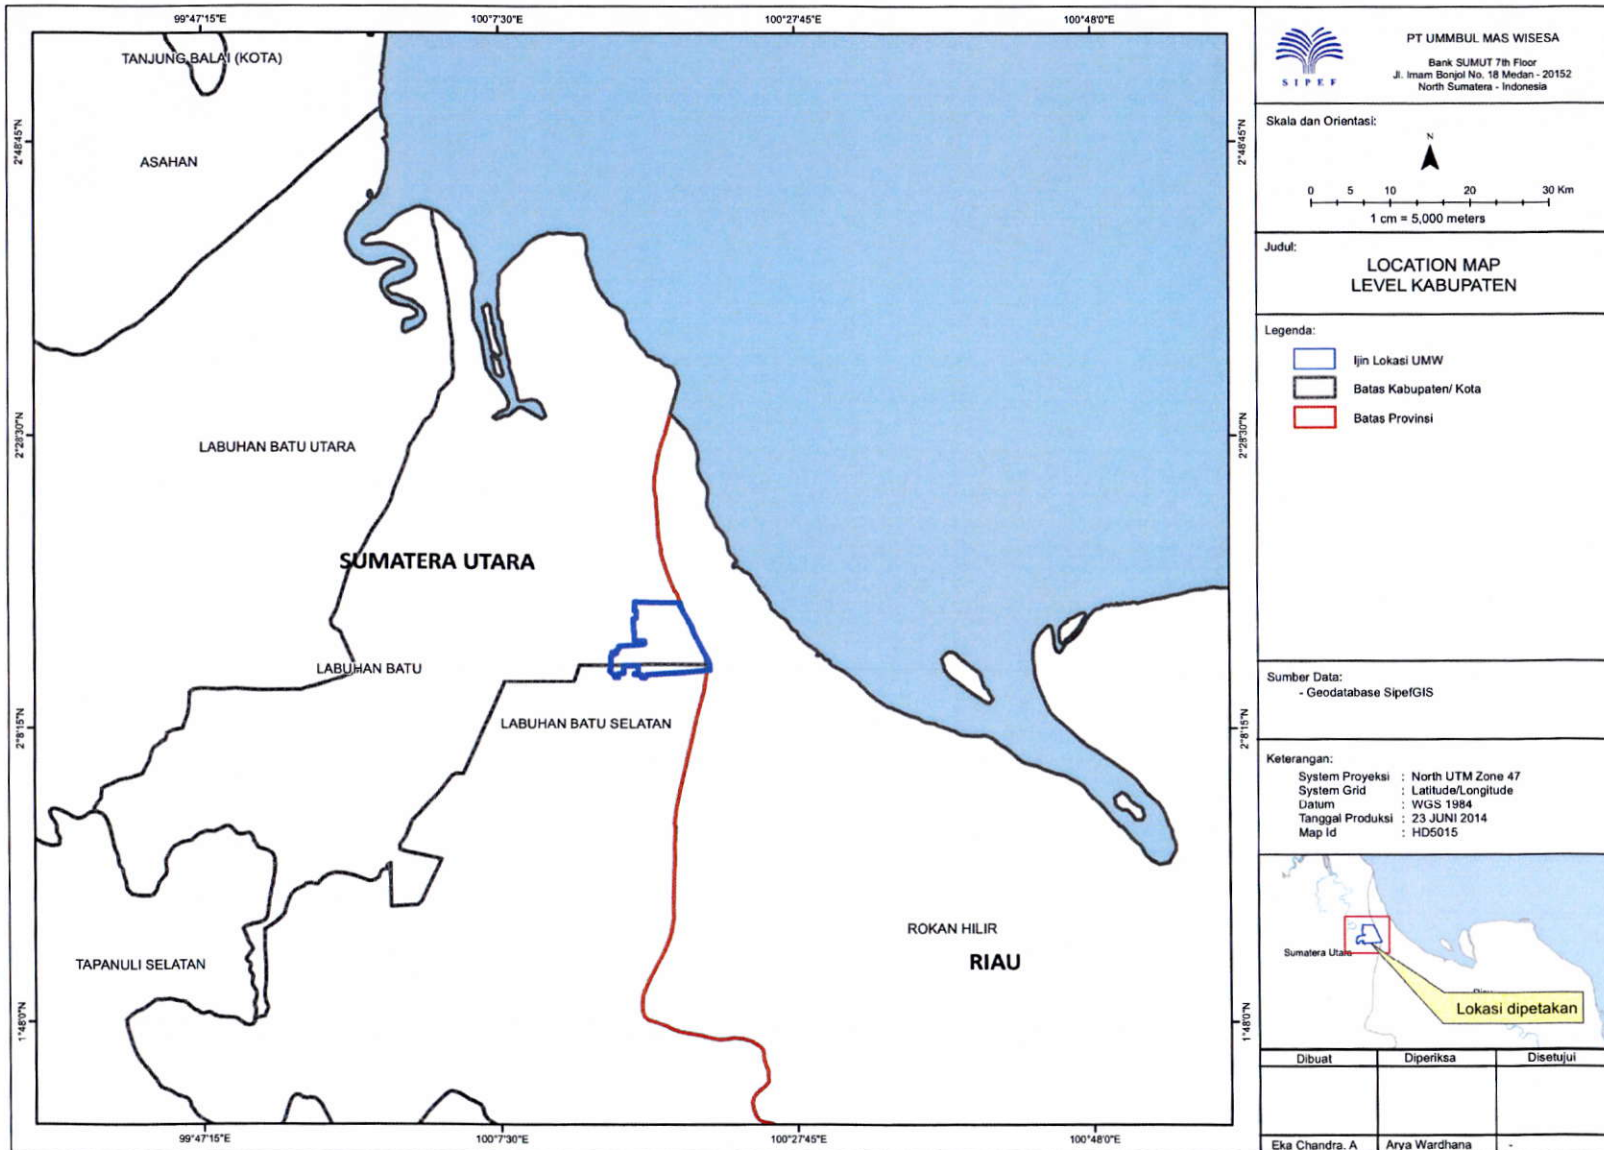 99°47'15"E
100°7'30"E
100°27'45"E
100°48'0"E
TANJUNG BALAI (KOTA)
ASAHAN
LABUHAN BATU UTARA
SUMATERA UTARA
LABUHAN BATU
LABUHAN BATU SELATAN
TAPANULI SELATAN
ROKAN HILIR
RIAU
2°48'45"N
2°28'30"N
2°8'15"N
1°48'0"N
2°48'45"N
2°28'30"N
2°8'15"N
1°48'0"N
99°47'15"E
100°7'30"E
100°27'45"E
100°48'0"E
SIPEF
PT UMMBUL MAS WISESA
Bank SUMUT 7th Floor
Jl. Imam Bonjol No. 18 Medan - 20152
North Sumatera - Indonesia
Skala dan Orientasi:
N
0 5 10 20 30 Km
1 cm = 5,000 meters
Judul:
LOCATION MAP
LEVEL KABUPATEN
Legenda:
Ijin Lokasi UMW
Batas Kabupaten/ Kota
Batas Provinsi
Sumber Data:
- Geodatabase SipefGIS
Keterangan:
System Proyeksi : North UTM Zone 47
System Grid : Latitude/Longitude
Datum : WGS 1984
Tanggal Produksi : 23 JUNI 2014
Map Id : HD5015
Sumatera Utara
Lokasi dipetakan
Dibuat Diperiksa Disetujui
Eka Chandra. A Arya Wardhana -